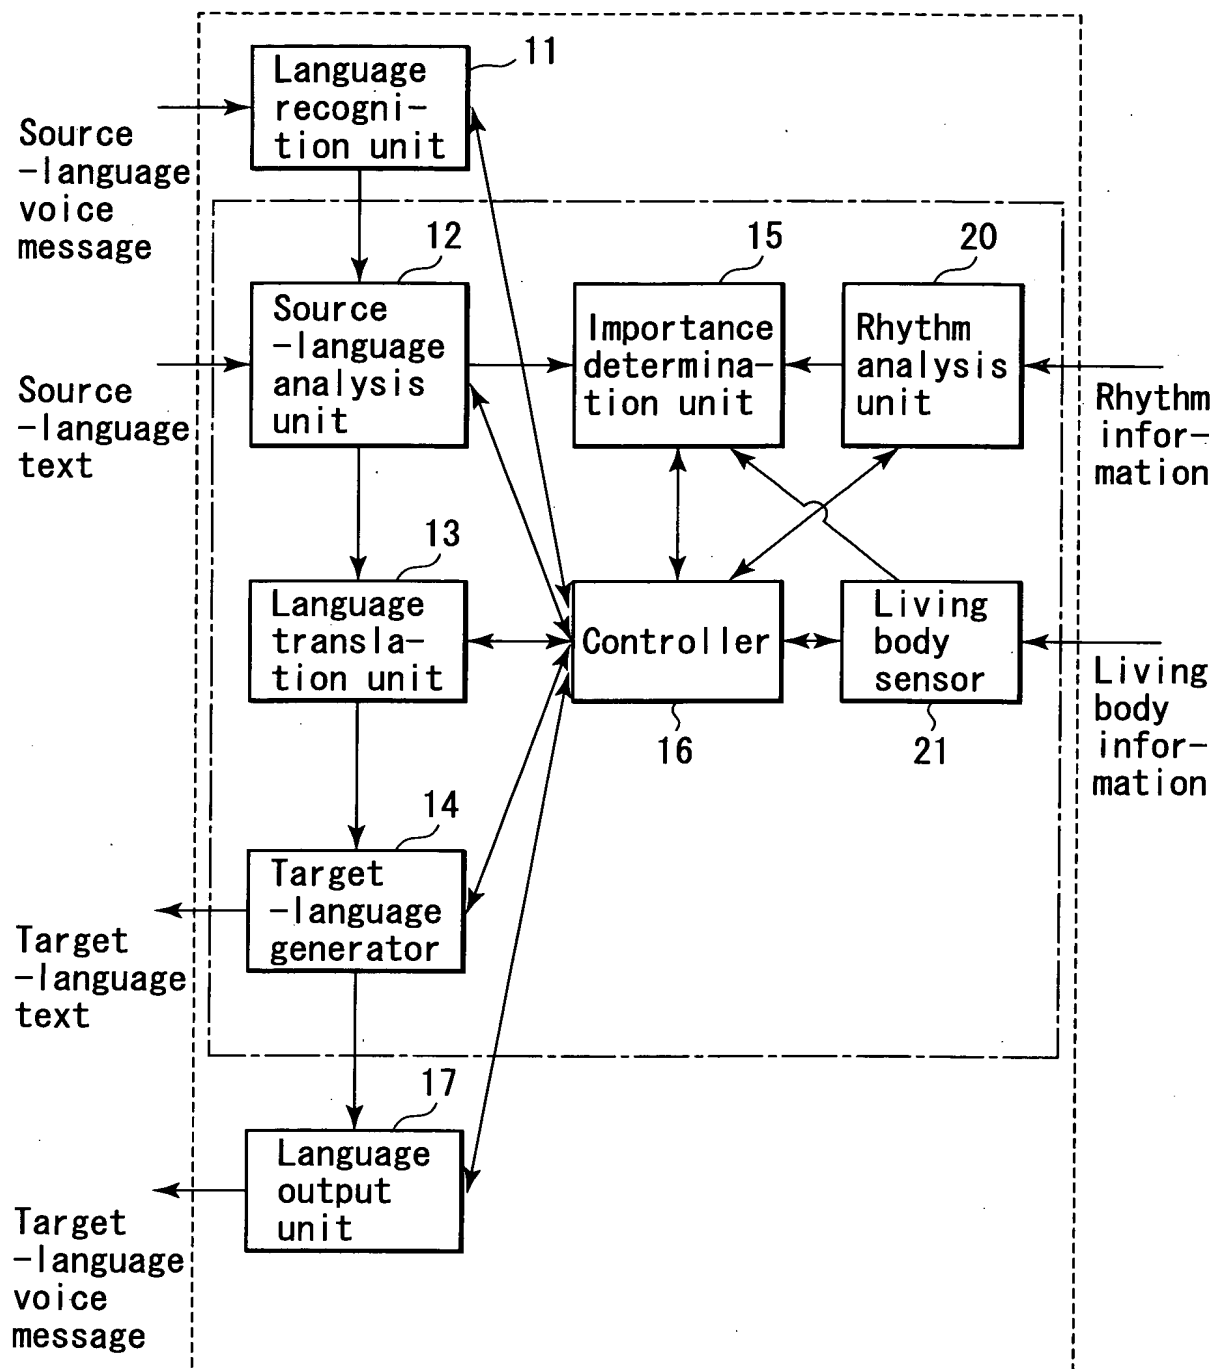 11
Language
recogni-
tion unit
Source
-language
voice
message
12
15
20
Source
-language
analysis
unit
Importance
determina-
tion unit
Rhythm
analysis
unit
Source
-language
text
Rhythm
infor-
mation
13
Language
transla-
tion unit
Controller
Living
body
sensor
16
21
Living
body
infor-
mation
14
Target
-language
generator
Target
-language
text
17
Language
output
unit
Target
-language
voice
message